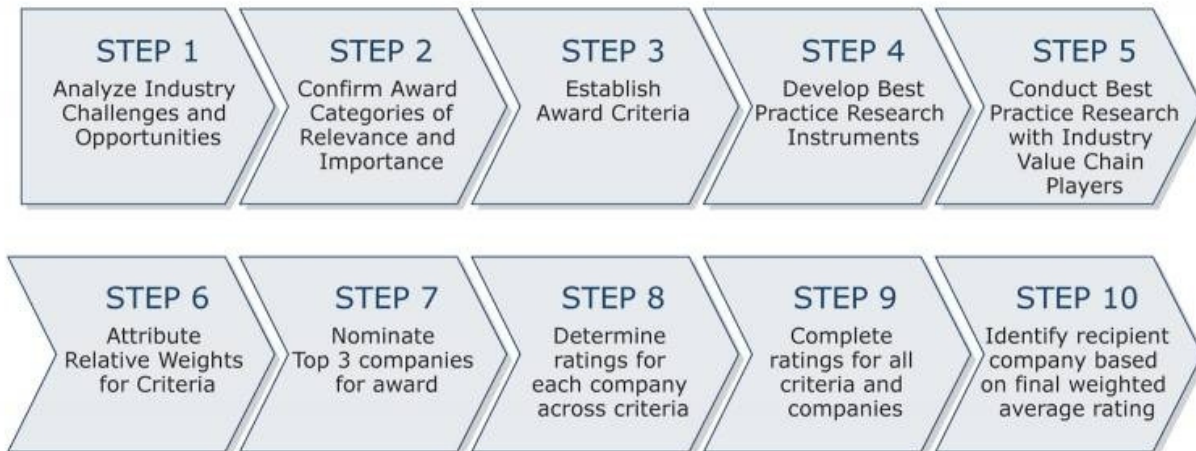 STEP 1
Analyze Industry
Challenges and
Opportunities
STEP 2
Confirm Award
Categories of
Relevance and
Importance
STEP 3
Establish
Award Criteria
STEP 4
Develop Best
Practice Research
Instruments
STEP 5
Conduct Best
Practice Research
with Industry
Value Chain
Players
STEP 6
Attribute
Relative Weights
for Criteria
STEP 7
Nominate
Top 3 companies
for award
STEP 8
Determine
ratings for
each company
across criteria
STEP 9
Complete
ratings for all
criteria and
companies
STEP 10
Identify recipient
company based
on final weighted
average rating